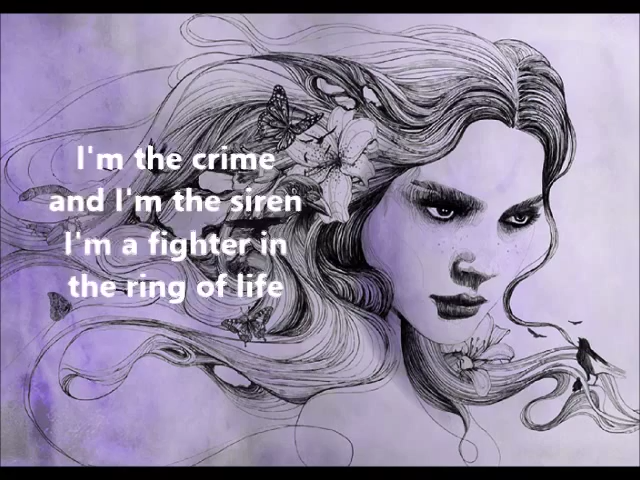 I'm the crime
and I'm the siren
I'm a fighter in
the ring of life